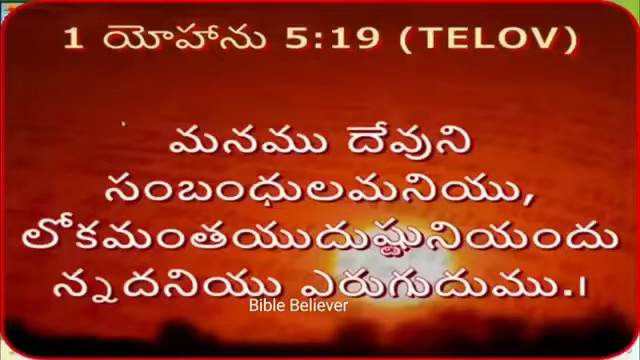 1 యోహాను 5:19 (TELOV)
మనము దేవుని
సంబంధులమనియు,
లోకమంతయుదుష్టునియందు
న్నదనియు ఎరుగుదుము.।
Bible Believer